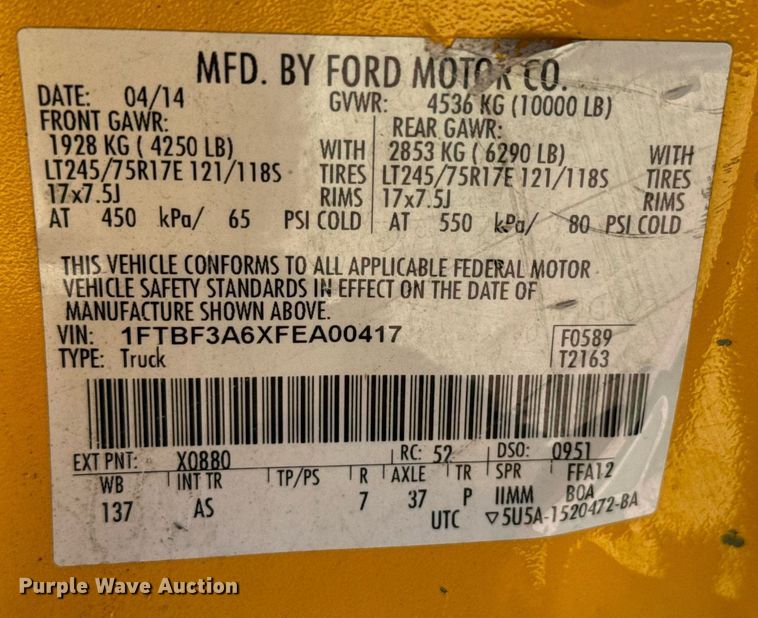 MFD. BY FORD MOTOR CO.
DATE: 04/14 GVWR: 4536 KG (10000 LB)
FRONT GAWR: REAR GAWR:
1928 KG ( 4250 LB) WITH 2853 KG ( 6290 LB) WITH
LT245/75R17E 121/118S TIRES LT245/75R17E 121/118S TIRES
17x7.5J RIMS 17x7.5J RIMS
AT 450 kPa/ 65 PSI COLD AT 550 kPa/ 80 PSI COLD
THIS VEHICLE CONFORMS TO ALL APPLICABLE FEDERAL MOTOR
VEHICLE SAFETY STANDARDS IN EFFECT ON THE DATE OF
MANUFACTURE SHOWN ABOVE.
VIN: 1FTBF3A6XFEA00417 F0589
TYPE: Truck T2163
EXT PNT: X0880 RC: 52 DSO: 0951
WB INT TR TP/PS R AXLE TR SPR FFA12
137 AS 7 37 P IIMM BOA
UTC ▽5U5A-1520472-BA
Purple Wave Auction